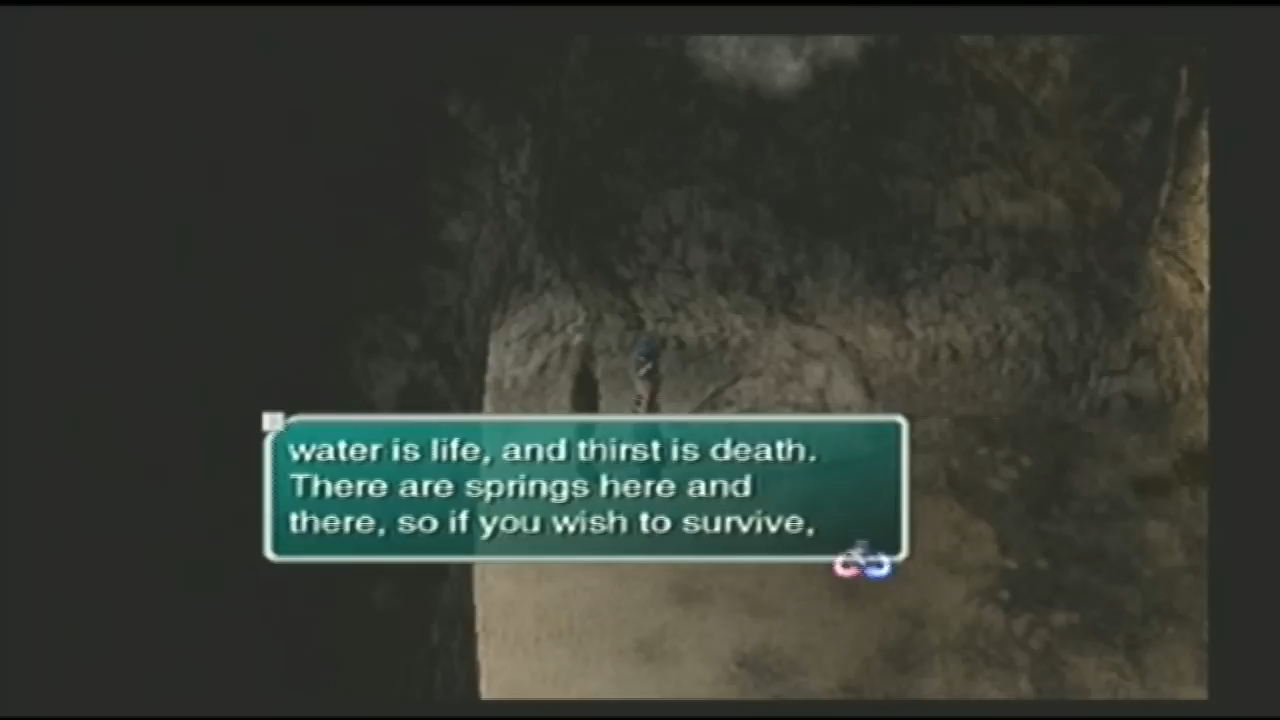 water is life, and thirst is death.
There are springs here and
there, so if you wish to survive,